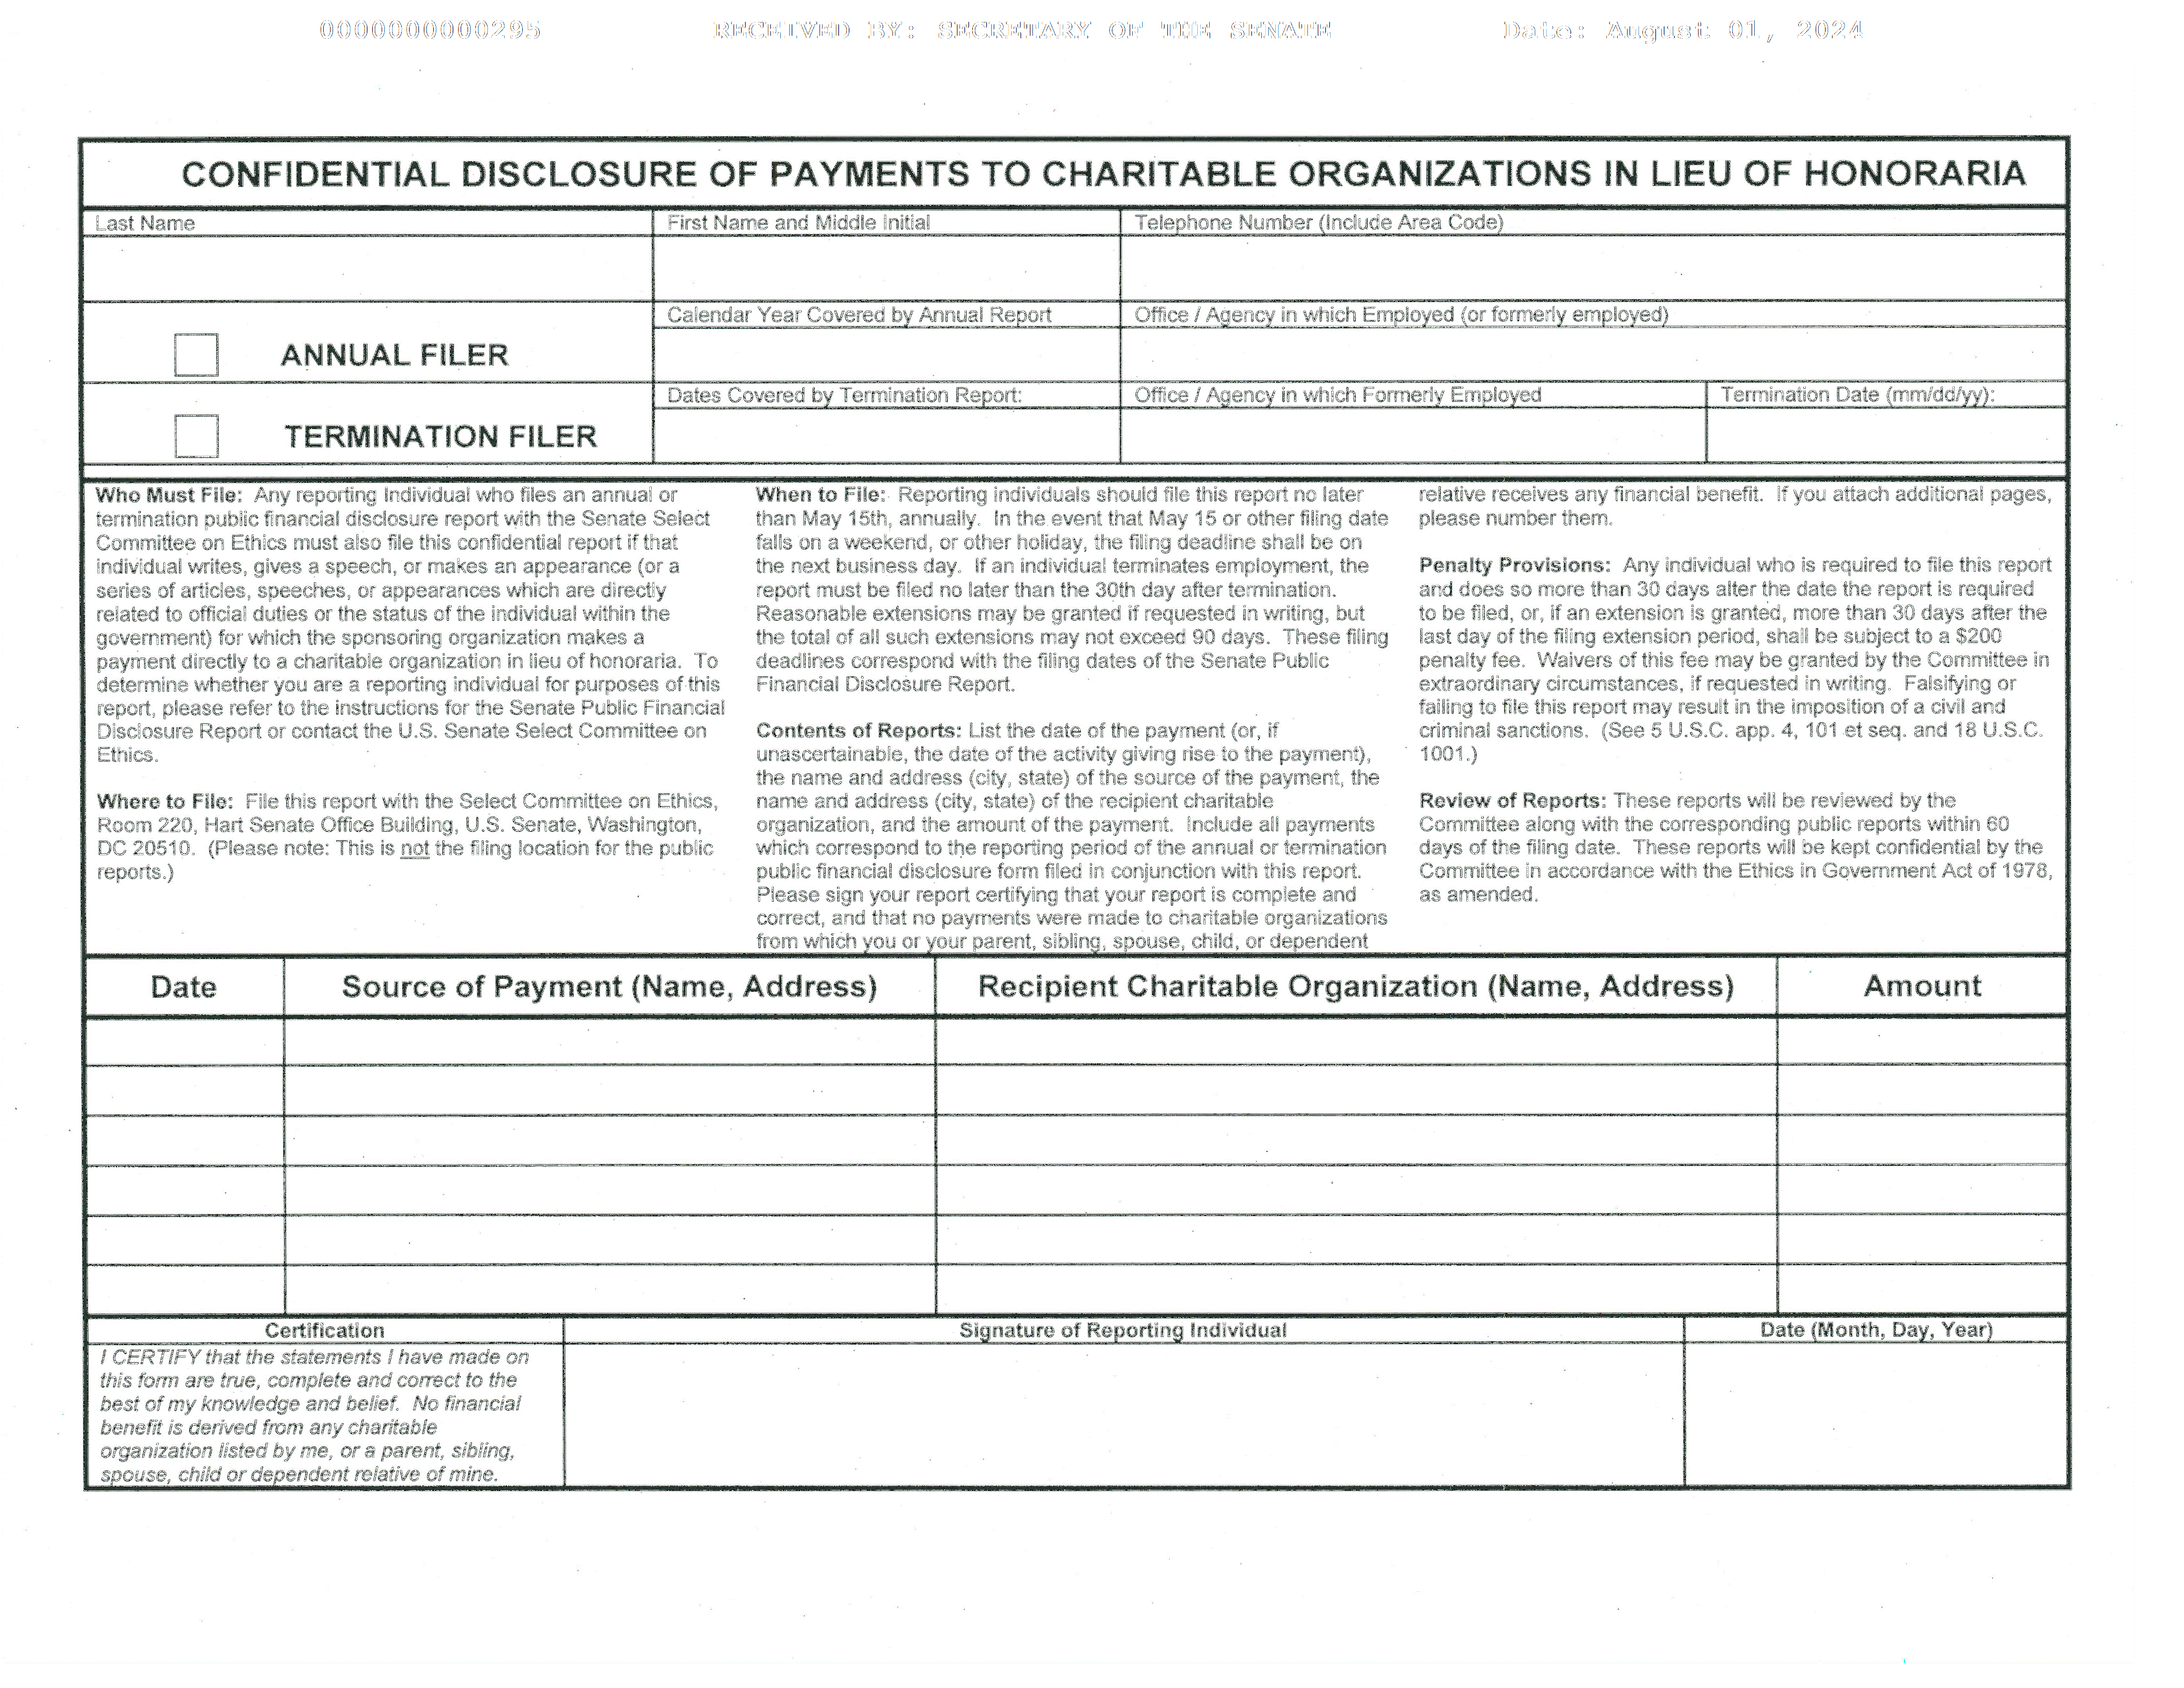 0000000000295 RECEIVED BY: SECRETARY OF THE SENATE Date: August 01, 2024
CONFIDENTIAL DISCLOSURE OF PAYMENTS TO CHARITABLE ORGANIZATIONS IN LIEU OF HONORARIA
Last Name
First Name and Middle Initial
Telephone Number (Include Area Code)
Calendar Year Covered by Annual Report
Office / Agency in which Employed (or formerly employed)
ANNUAL FILER
Dates Covered by Termination Report:
Office / Agency in which Formerly Employed
Termination Date (mm/dd/yy):
TERMINATION FILER
Who Must File: Any reporting Individual who files an annual or
termination public financial disclosure report with the Senate Select
Committee on Ethics must also file this confidential report if that
individual writes, gives a speech, or makes an appearance (or a
series of articles, speeches, or appearances which are directly
related to official duties or the status of the individual within the
government) for which the sponsoring organization makes a
payment directly to a charitable organization in lieu of honoraria. To
determine whether you are a reporting individual for purposes of this
report, please refer to the instructions for the Senate Public Financial
Disclosure Report or contact the U.S. Senate Select Committee on
Ethics.
Where to File: File this report with the Select Committee on Ethics,
Room 220, Hart Senate Office Building, U.S. Senate, Washington,
DC 20510. (Please note: This is not the filing location for the public
reports.)
When to File: Reporting individuals should file this report no later
than May 15th, annually. In the event that May 15 or other filing date
falls on a weekend, or other holiday, the filing deadline shall be on
the next business day. If an individual terminates employment, the
report must be filed no later than the 30th day after termination.
Reasonable extensions may be granted if requested in writing, but
the total of all such extensions may not exceed 90 days. These filing
deadlines correspond with the filing dates of the Senate Public
Financial Disclosure Report.
Contents of Reports: List the date of the payment (or, if
unascertainable, the date of the activity giving rise to the payment),
the name and address (city, state) of the source of the payment, the
name and address (city, state) of the recipient charitable
organization, and the amount of the payment. Include all payments
which correspond to the reporting period of the annual or termination
public financial disclosure form filed in conjunction with this report.
Please sign your report certifying that your report is complete and
correct, and that no payments were made to charitable organizations
from which you or your parent, sibling, spouse, child, or dependent
relative receives any financial benefit. If you attach additional pages,
please number them.
Penalty Provisions: Any individual who is required to file this report
and does so more than 30 days alter the date the report is required
to be filed, or, if an extension is granted, more than 30 days after the
last day of the filing extension period, shall be subject to a $200
penalty fee. Waivers of this fee may be granted by the Committee in
extraordinary circumstances, if requested in writing. Falsifying or
failing to file this report may result in the imposition of a civil and
criminal sanctions. (See 5 U.S.C. app. 4, 101 et seq. and 18 U.S.C.
1001.)
Review of Reports: These reports will be reviewed by the
Committee along with the corresponding public reports within 60
days of the filing date. These reports will be kept confidential by the
Committee in accordance with the Ethics in Government Act of 1978,
as amended.
Date
Source of Payment (Name, Address)
Recipient Charitable Organization (Name, Address)
Amount
Certification
Signature of Reporting Individual
Date (Month, Day, Year)
I CERTIFY that the statements I have made on
this form are true, complete and correct to the
best of my knowledge and belief. No financial
benefit is derived from any charitable
organization listed by me, or a parent, sibling,
spouse, child or dependent relative of mine.